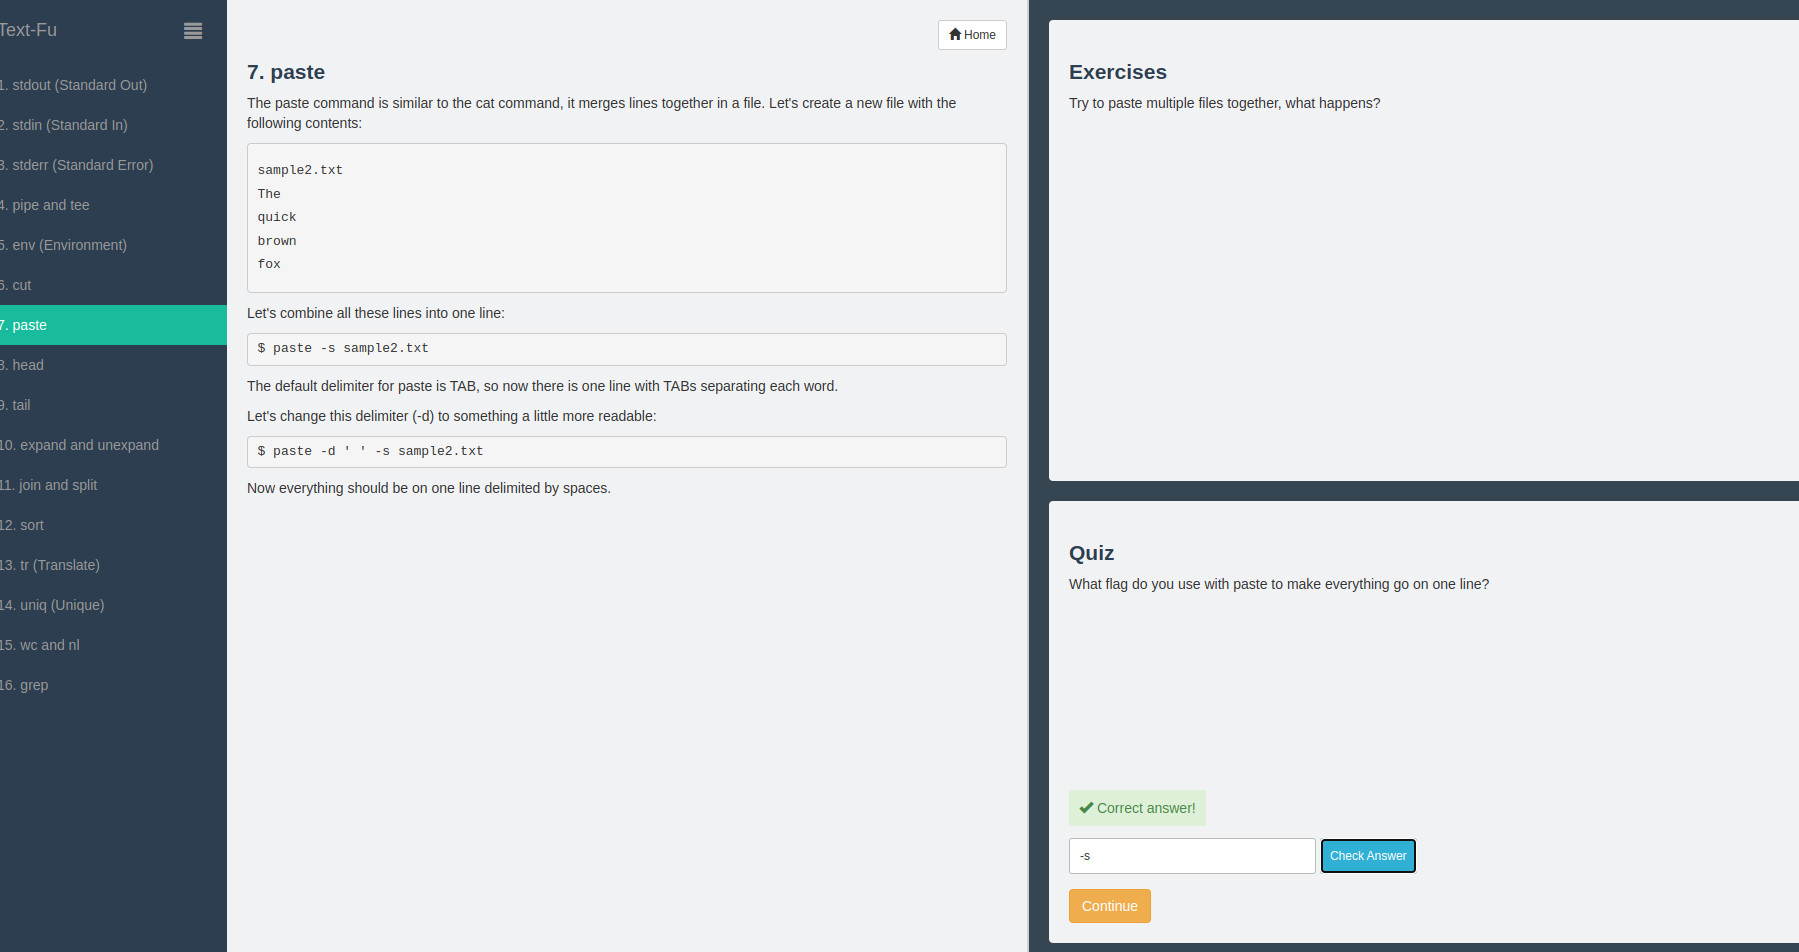 Text-Fu
1. stdout (Standard Out)
2. stdin (Standard In)
3. stderr (Standard Error)
4. pipe and tee
5. env (Environment)
6. cut
7. paste
8. head
9. tail
10. expand and unexpand
11. join and split
12. sort
13. tr (Translate)
14. uniq (Unique)
15. wc and nl
16. grep
Home
7. paste
The paste command is similar to the cat command, it merges lines together in a file. Let's create a new file with the
following contents:
sample2.txt
The
quick
brown
fox
Let's combine all these lines into one line:
$ paste -s sample2.txt
The default delimiter for paste is TAB, so now there is one line with TABs separating each word.
Let's change this delimiter (-d) to something a little more readable:
$ paste -d ' ' -s sample2.txt
Now everything should be on one line delimited by spaces.
Exercises
Try to paste multiple files together, what happens?
Quiz
What flag do you use with paste to make everything go on one line?
Correct answer!
-s
Check Answer
Continue